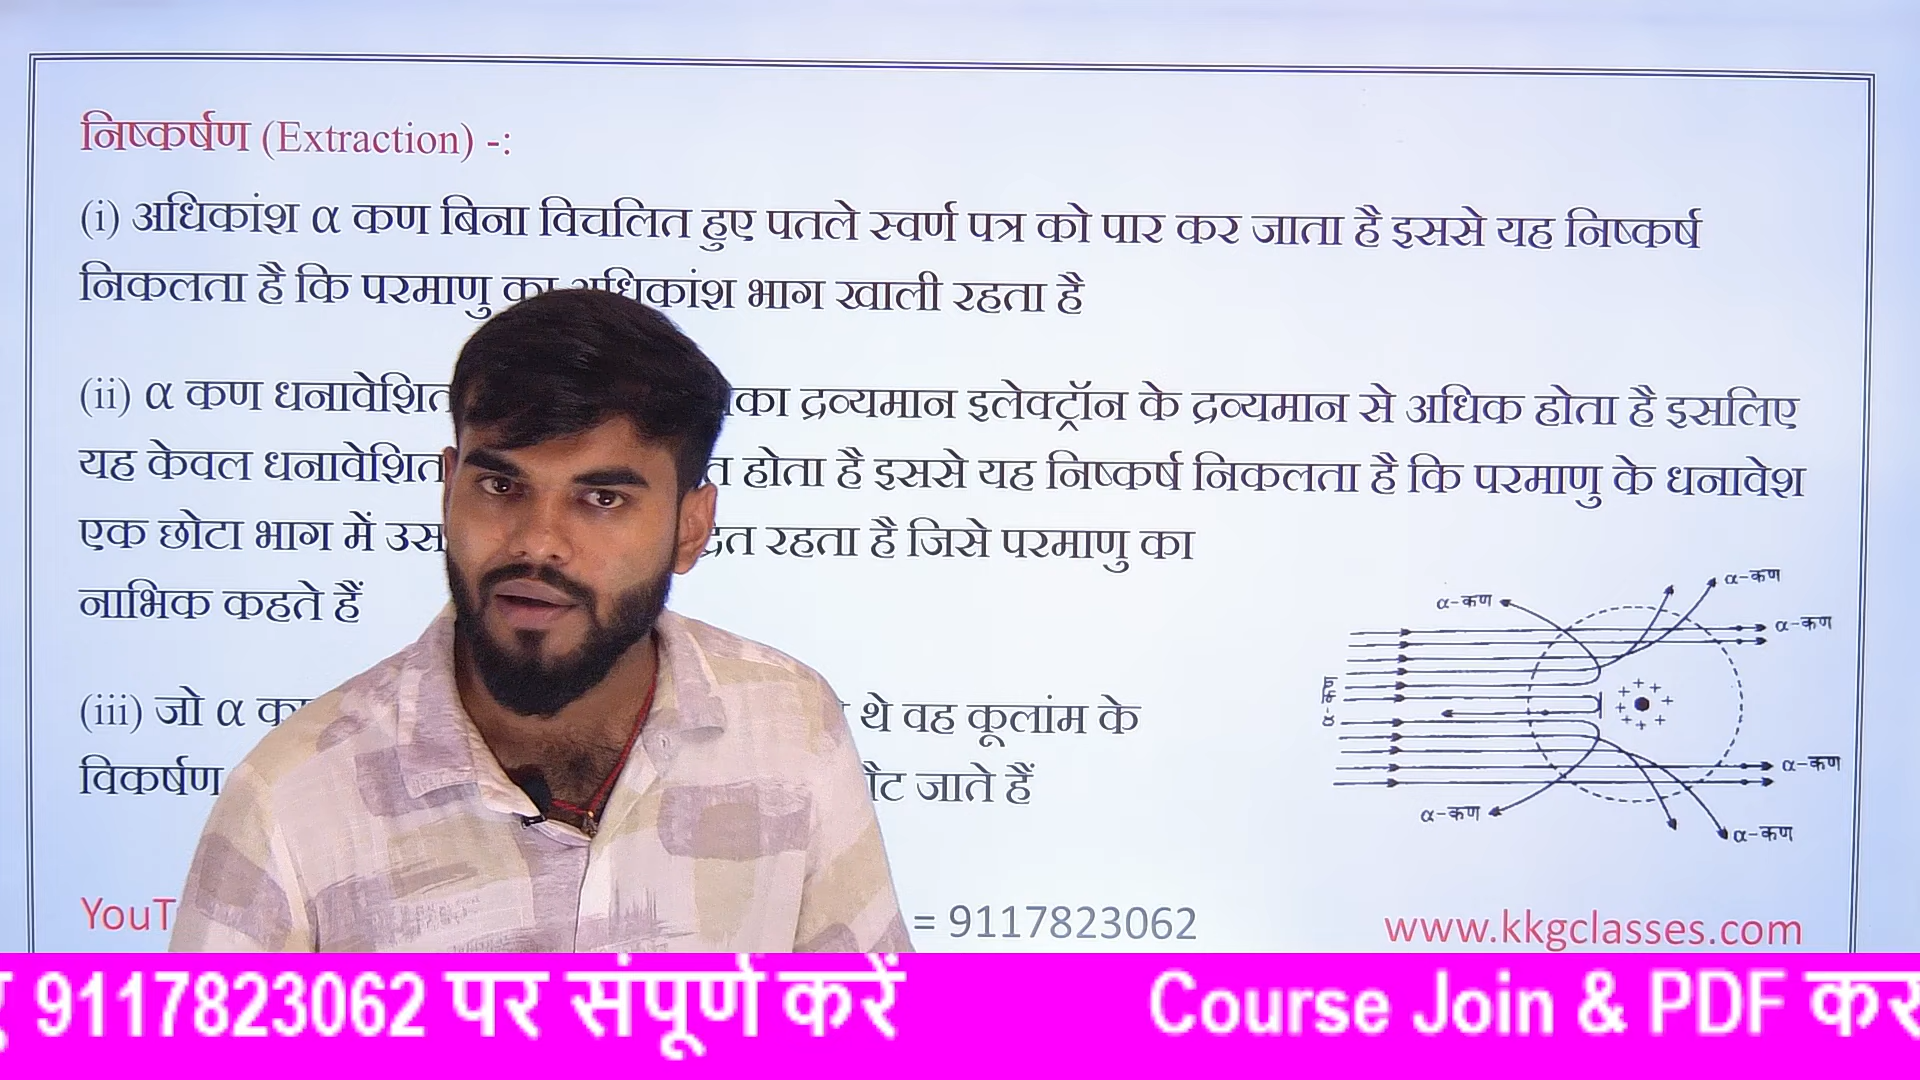 निष्कर्षण (Extraction) -:
(i) अधिकांश α कण बिना विचलित हुए पतले स्वर्ण पत्र को पार कर जाता है इससे यह निष्कर्ष
निकलता है कि परमाणु का अधिकांश भाग खाली रहता है
(ii) α कण धनावेशित द्रव्यमान इलेक्ट्रॉन के द्रव्यमान से अधिक होता है इसलिए
यह केवल धनावेशित होता है इससे यह निष्कर्ष निकलता है कि परमाणु के धनावेश
एक छोटा भाग में रहता है जिसे परमाणु का
नाभिक कहते हैं
(iii) जो α थे वह कूलांम के
विकर्षण जाते हैं
α-कण
α-कण
α-कण
α-कण
α-कण
α-कण
α-कण
= 9117823062
www.kkgclasses.com
9117823062 पर संपूर्ण करें
Course Join & PDF